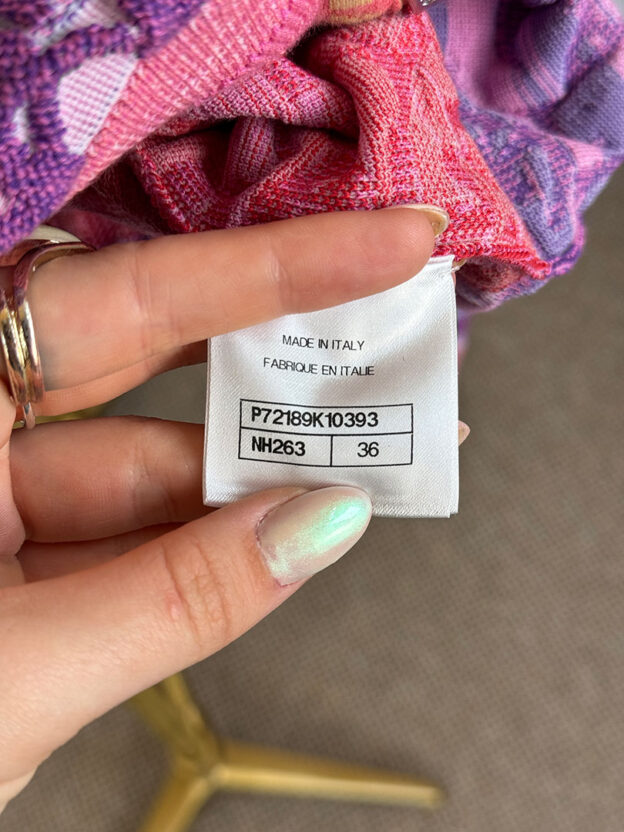 MADE IN ITALY
FABRIQUE EN ITALIE
P72189K10393
NH263 36